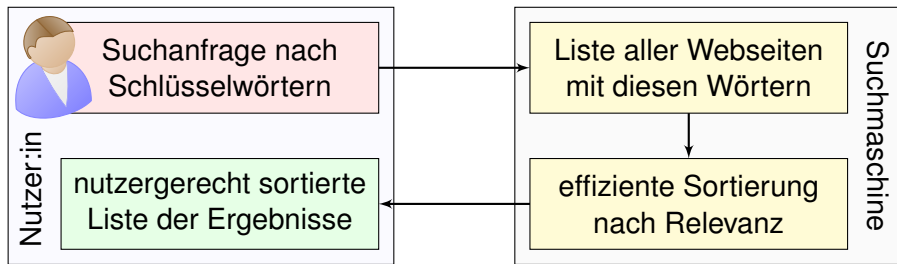 Suchanfrage nach
Schlüsselwörtern
Liste aller Webseiten
mit diesen Wörtern
effiziente Sortierung
nach Relevanz
nutzergerecht sortierte
Liste der Ergebnisse
Nutzer:in
Suchmaschine